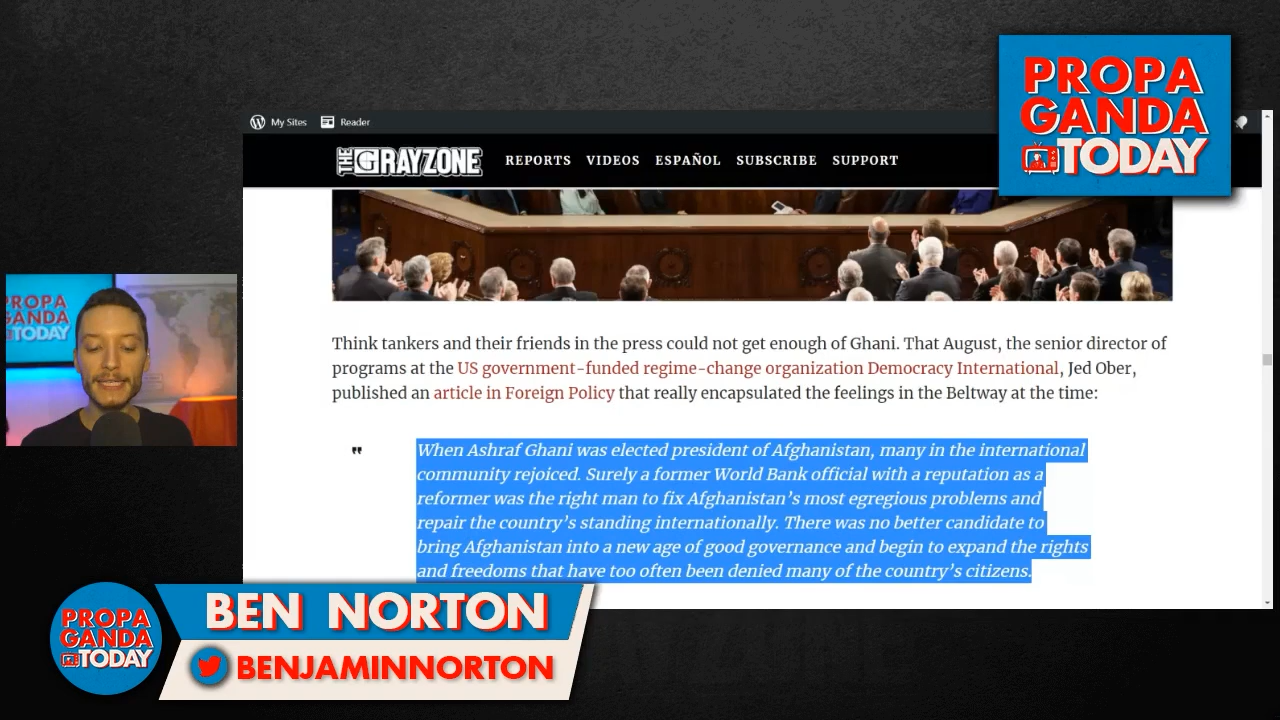 PROPA
GANDA
TODAY
My Sites
Reader
THE GRAYZONE
REPORTS
VIDEOS
ESPAÑOL
SUBSCRIBE
SUPPORT
PROPA
GANDA
TODAY
Think tankers and their friends in the press could not get enough of Ghani. That August, the senior director of
programs at the US government-funded regime-change organization Democracy International, Jed Ober,
published an article in Foreign Policy that really encapsulated the feelings in the Beltway at the time:
" When Ashraf Ghani was elected president of Afghanistan, many in the international
community rejoiced. Surely a former World Bank official with a reputation as a
reformer was the right man to fix Afghanistan's most egregious problems and
repair the country's standing internationally. There was no better candidate to
bring Afghanistan into a new age of good governance and begin to expand the rights
and freedoms that have too often been denied many of the country's citizens.
PROPA
GANDA
TODAY
BEN NORTON
BENJAMINNORTON